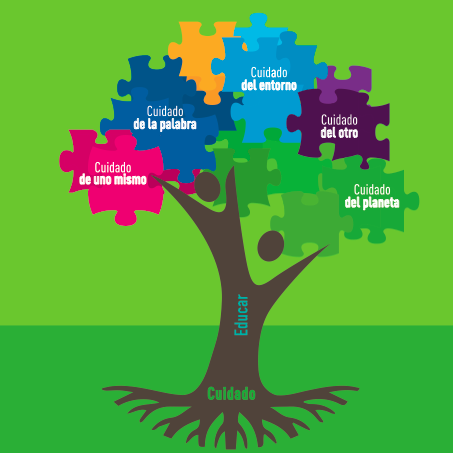 Cuidado
del entorno
Cuidado
de la palabra
Cuidado
del otro
Cuidado
de uno mismo
Cuidado
del planeta
Educar
Cuidado